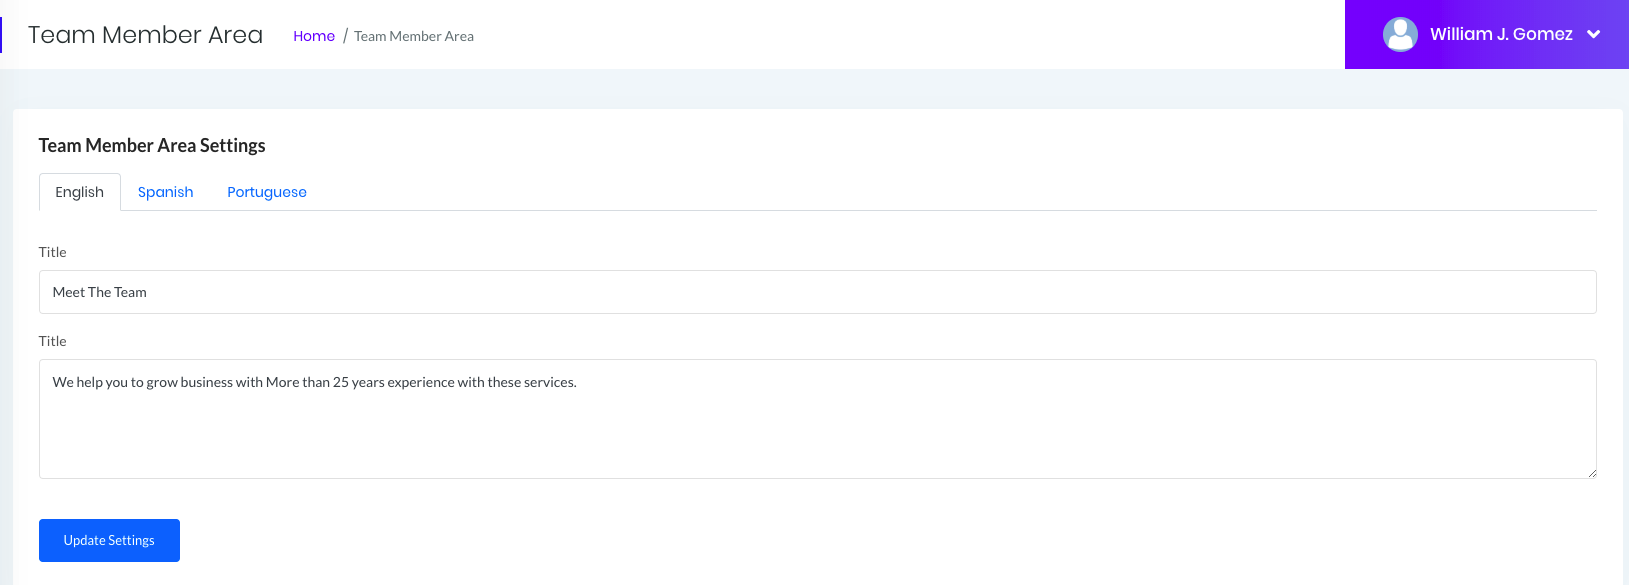 Team Member Area
Home / Team Member Area
William J. Gomez
Team Member Area Settings
English Spanish Portuguese
Title
Meet The Team
Title
We help you to grow business with More than 25 years experience with these services.
Update Settings